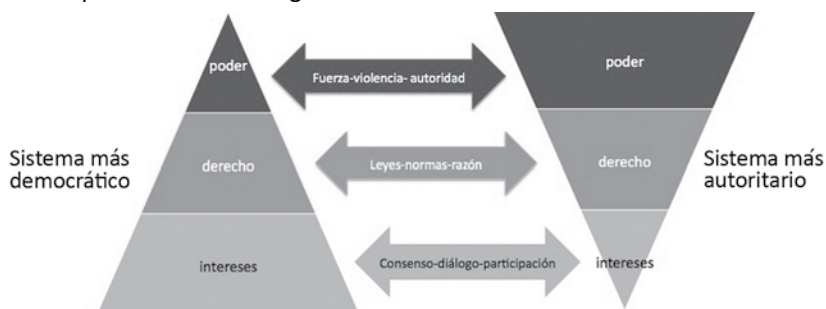 poder
Fuerza-violencia- autoridad
poder
Sistema más
democrático
derecho
Leyes-normas-razón
derecho
Sistema más
autoritario
intereses
Consenso-diálogo-participación
intereses